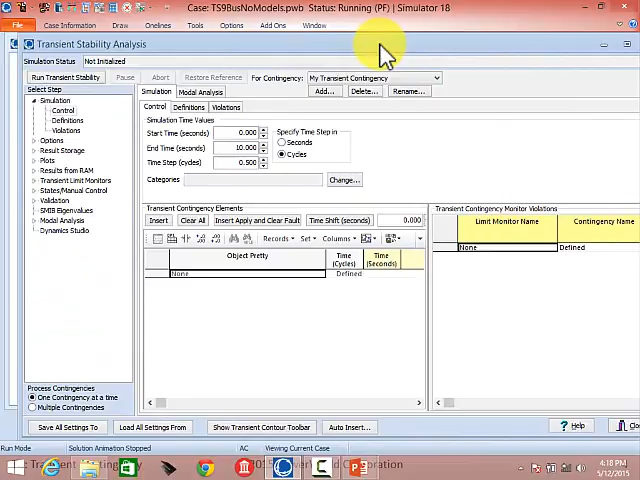 Case: TS9BusNoModels.pwb Status: Running (PF) | Simulator 18
File Case Information Draw Onelines Tools Options Add Ons Window
Transient Stability Analysis
Simulation Status Not Initialized
Run Transient Stability Pause Abort Restore Reference For Contingency: My Transient Contingency
Add... Delete... Rename...
Select Step
Simulation
Control
Definitions
Violations
Options
Result Storage
Plots
Results from RAM
Transient Limit Monitors
States/Manual Control
Validation
SMIB Eigenvalues
Modal Analysis
Dynamics Studio
Process Contingencies
One Contingency at a time
Multiple Contingencies
Simulation Modal Analysis
Control Definitions Violations
Simulation Time Values
Start Time (seconds) 0.000
End Time (seconds) 10.000
Time Step (cycles) 0.500
Specify Time Step in
Seconds
Cycles
Categories Change...
Transient Contingency Elements
Insert Clear All Insert Apply and Clear Fault Time Shift (seconds) 0.000
Records Set Columns
Object Pretty Time (Cycles) Time (Seconds)
None Defined
Transient Contingency Monitor Violations
Limit Monitor Name Contingency Name
None Defined
Save All Settings To Load All Settings From Show Transient Contour Toolbar Auto Insert... Help Clo
Run Mode Solution Animation Stopped AC Viewing Current Case
4:18 PM
5/12/2015